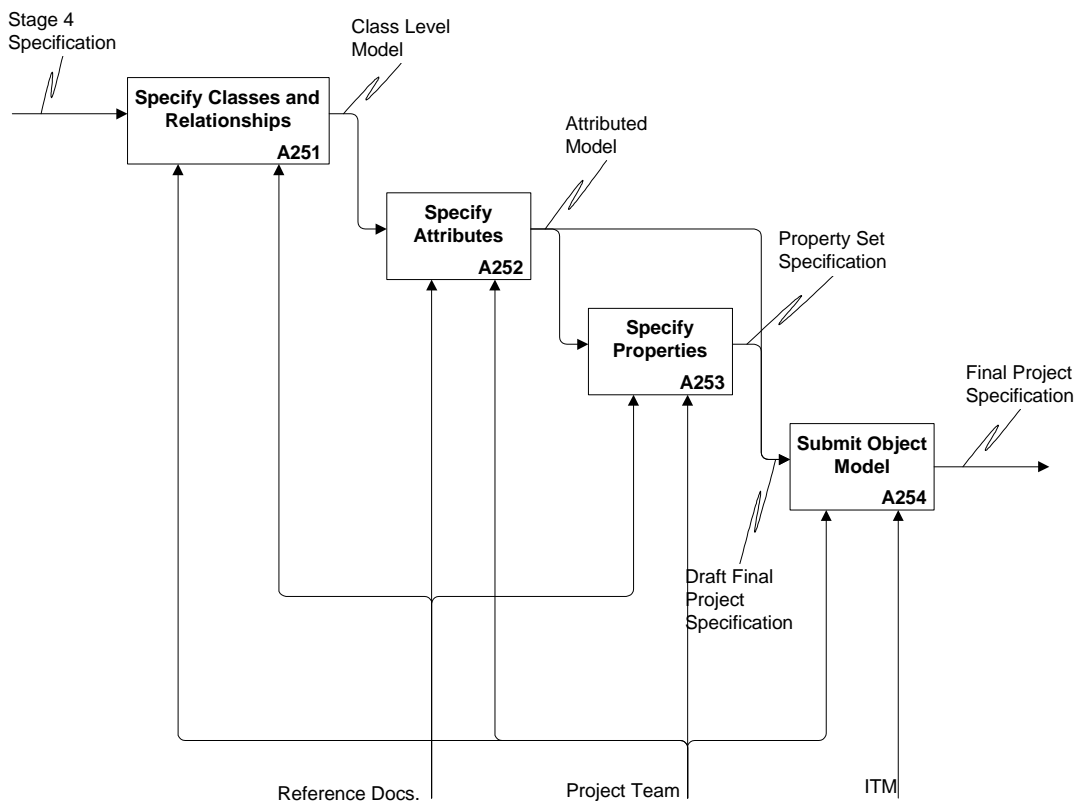 Stage 4
Specification
Class Level
Model
Specify Classes and
Relationships
A251
Attributed
Model
Specify
Attributes
A252
Property Set
Specification
Specify
Properties
A253
Final Project
Specification
Submit Object
Model
A254
Draft Final
Project
Specification
Reference Docs.
Project Team
ITM